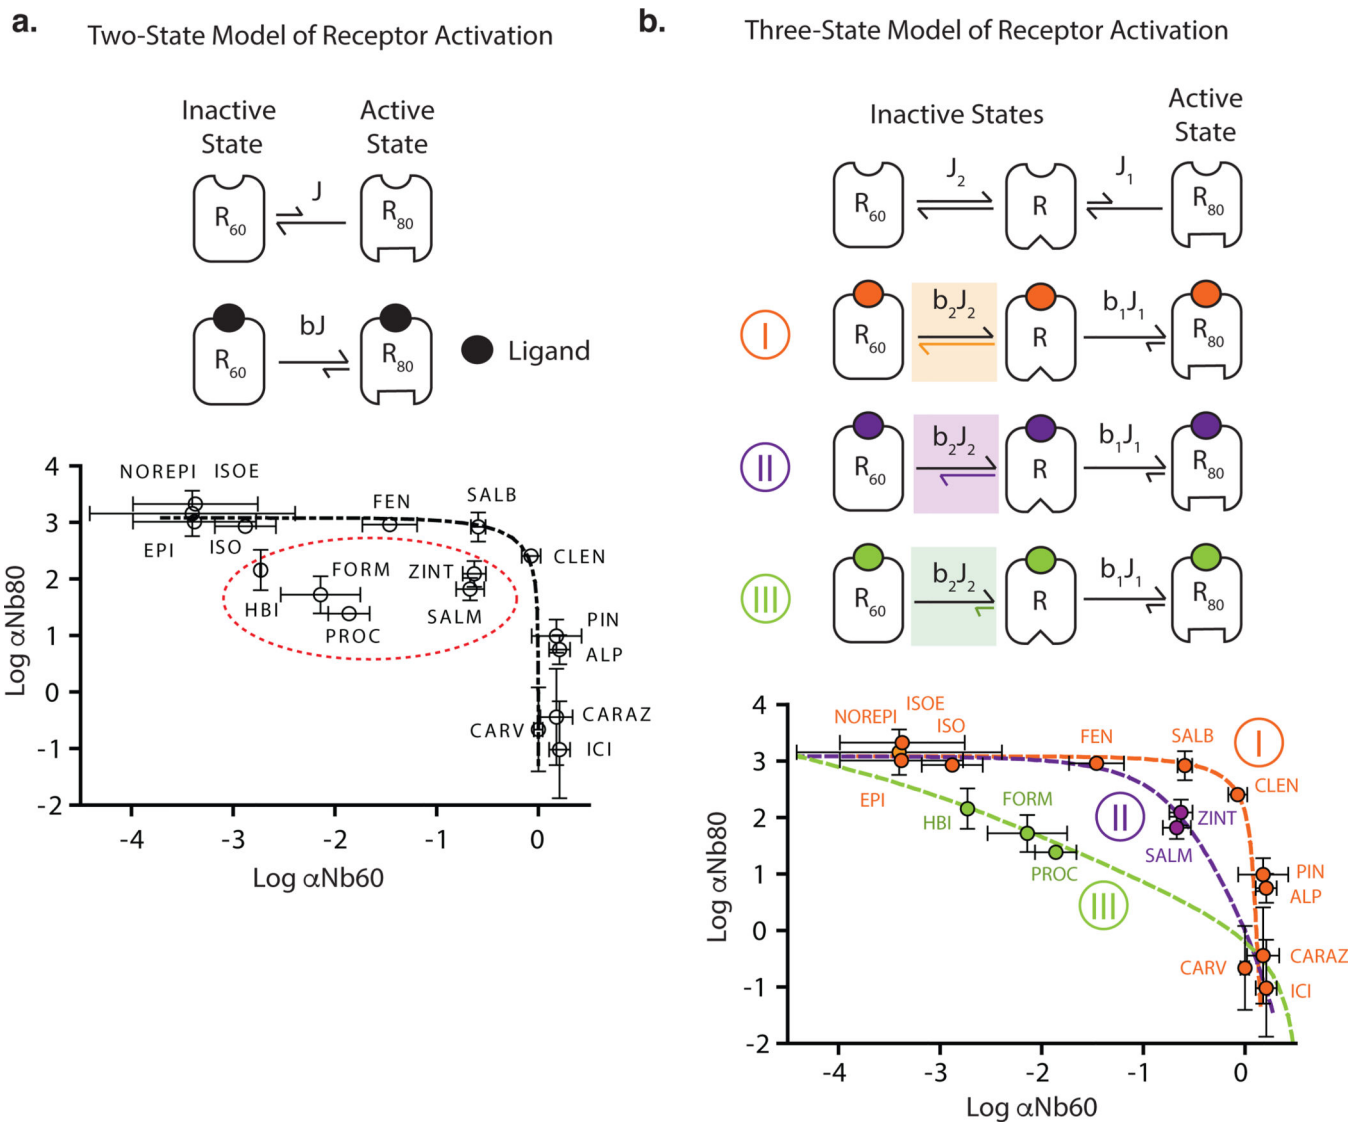 a.
Two-State Model of Receptor Activation
Inactive
State
Active
State
J
R60
R80
bJ
R60
R80
Ligand
Log αNb80
4
3
2
1
0
-1
-2
NOREPI
ISOE
EPI
ISO
FEN
SALB
CLEN
HBI
FORM
PROC
ZINT
SALM
PIN
ALP
CARV
CARAZ
ICI
-4
-3
-2
-1
0
Log αNb60
b.
Three-State Model of Receptor Activation
Inactive States
Active
State
R60
J2
R
J1
R80
I
R60
b2J2
R
b1J1
R80
II
R60
b2J2
R
b1J1
R80
III
R60
b2J2
R
b1J1
R80
Log αNb80
4
3
2
1
0
-1
-2
NOREPI
ISOE
ISO
EPI
FEN
SALB
I
CLEN
HBI
FORM
PROC
II
ZINT
SALM
III
PIN
ALP
CARV
CARAZ
ICI
-4
-3
-2
-1
0
Log αNb60